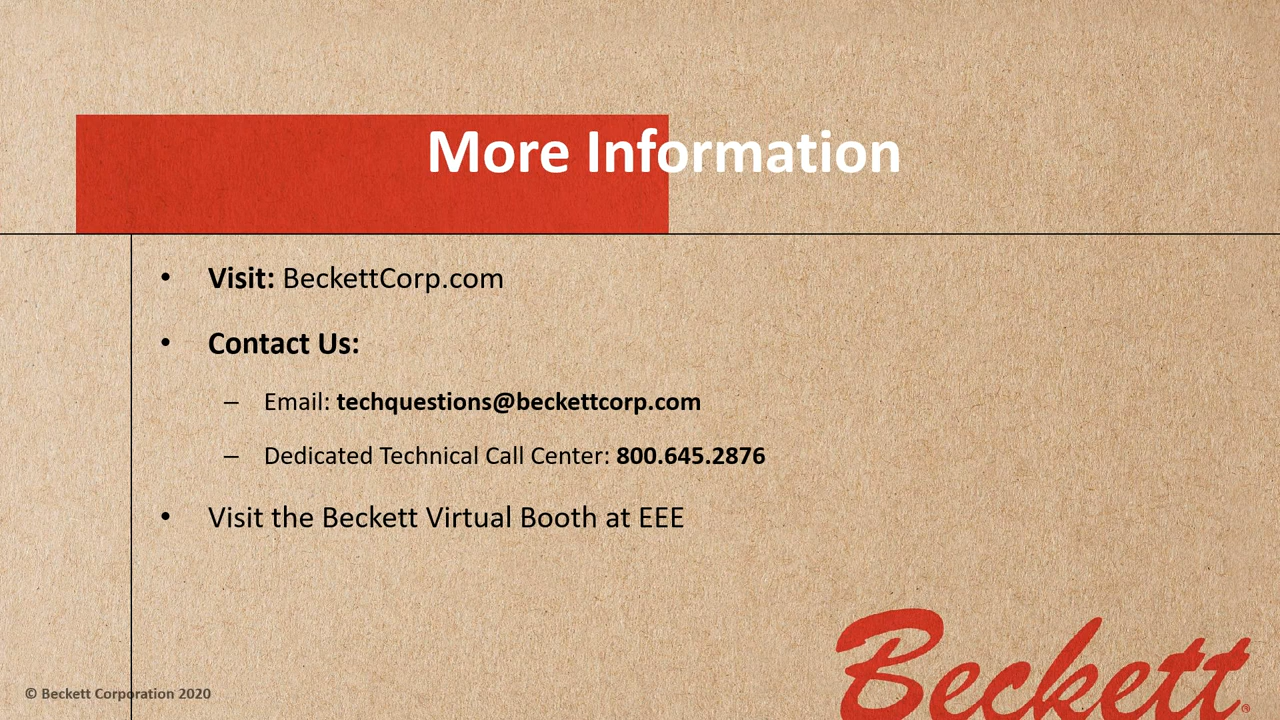 More Information
• Visit: BeckettCorp.com
• Contact Us:
– Email: techquestions@beckettcorp.com
– Dedicated Technical Call Center: 800.645.2876
• Visit the Beckett Virtual Booth at EEE
Beckett®
© Beckett Corporation 2020